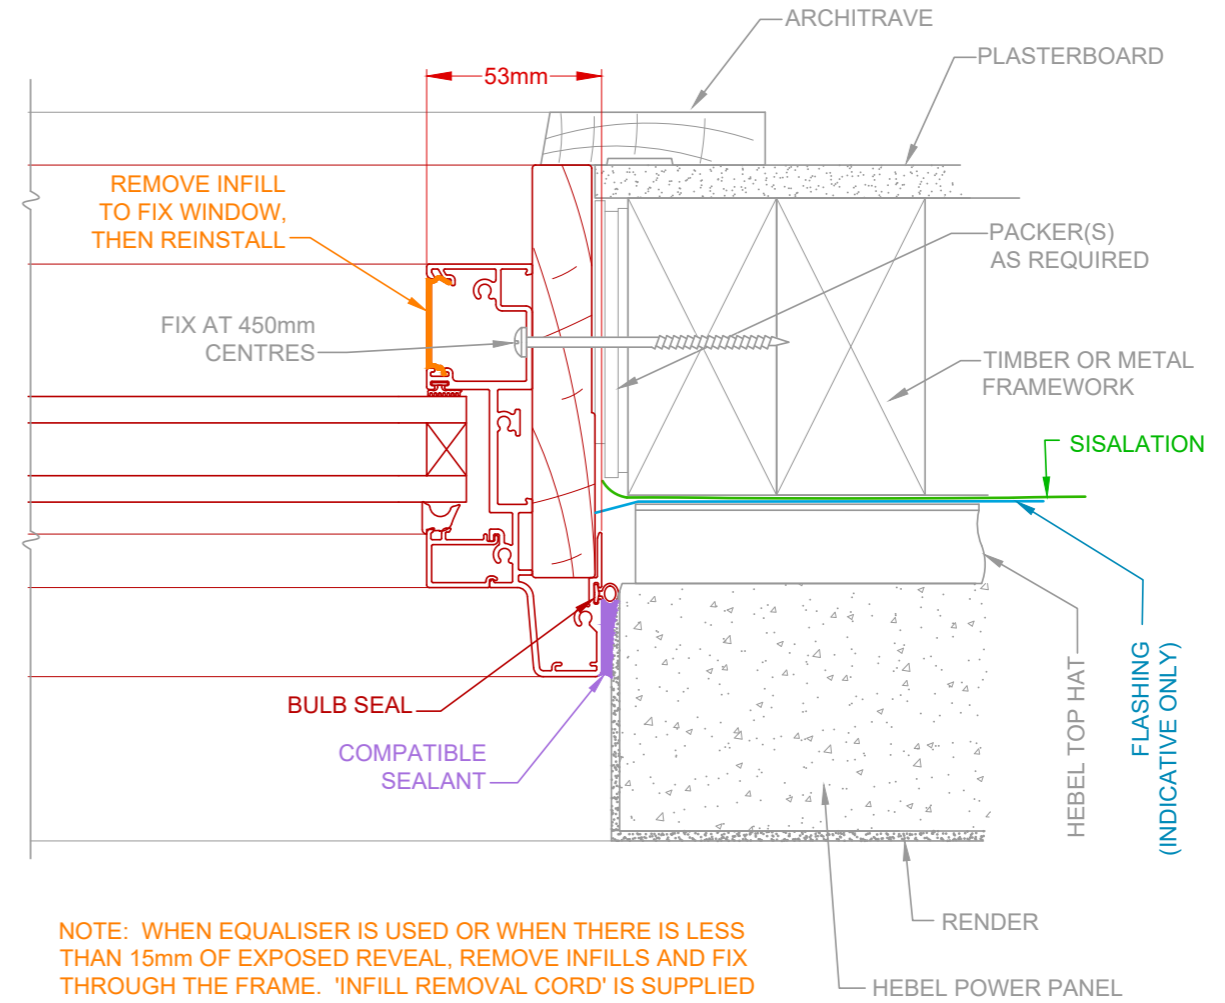 ARCHITRAVE
PLASTERBOARD
53mm
REMOVE INFILL
TO FIX WINDOW,
THEN REINSTALL
PACKER(S)
AS REQUIRED
FIX AT 450mm
CENTRES
TIMBER OR METAL
FRAMEWORK
SISALATION
BULB SEAL
COMPATIBLE
SEALANT
HEBEL TOP HAT
FLASHING
(INDICATIVE ONLY)
RENDER
HEBEL POWER PANEL
NOTE: WHEN EQUALISER IS USED OR WHEN THERE IS LESS
THAN 15mm OF EXPOSED REVEAL, REMOVE INFILLS AND FIX
THROUGH THE FRAME. 'INFILL REMOVAL CORD' IS SUPPLIED